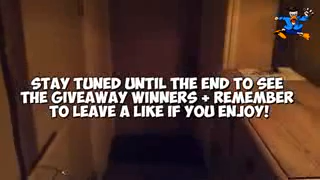 STAY TUNED UNTIL THE END TO SEE
THE GIVEAWAY WINNERS + REMEMBER
TO LEAVE A LIKE IF YOU ENJOY!